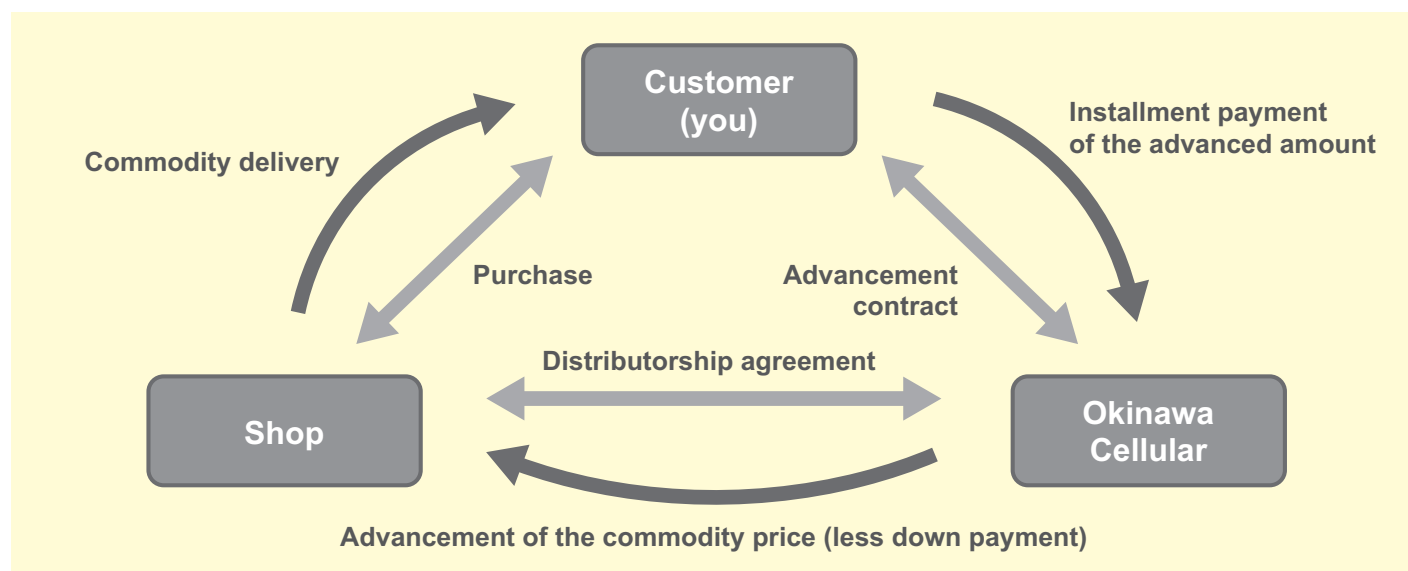 Customer
(you)
Installment payment
of the advanced amount
Commodity delivery
Purchase
Advancement
contract
Distributorship agreement
Shop
Okinawa
Cellular
Advancement of the commodity price (less down payment)